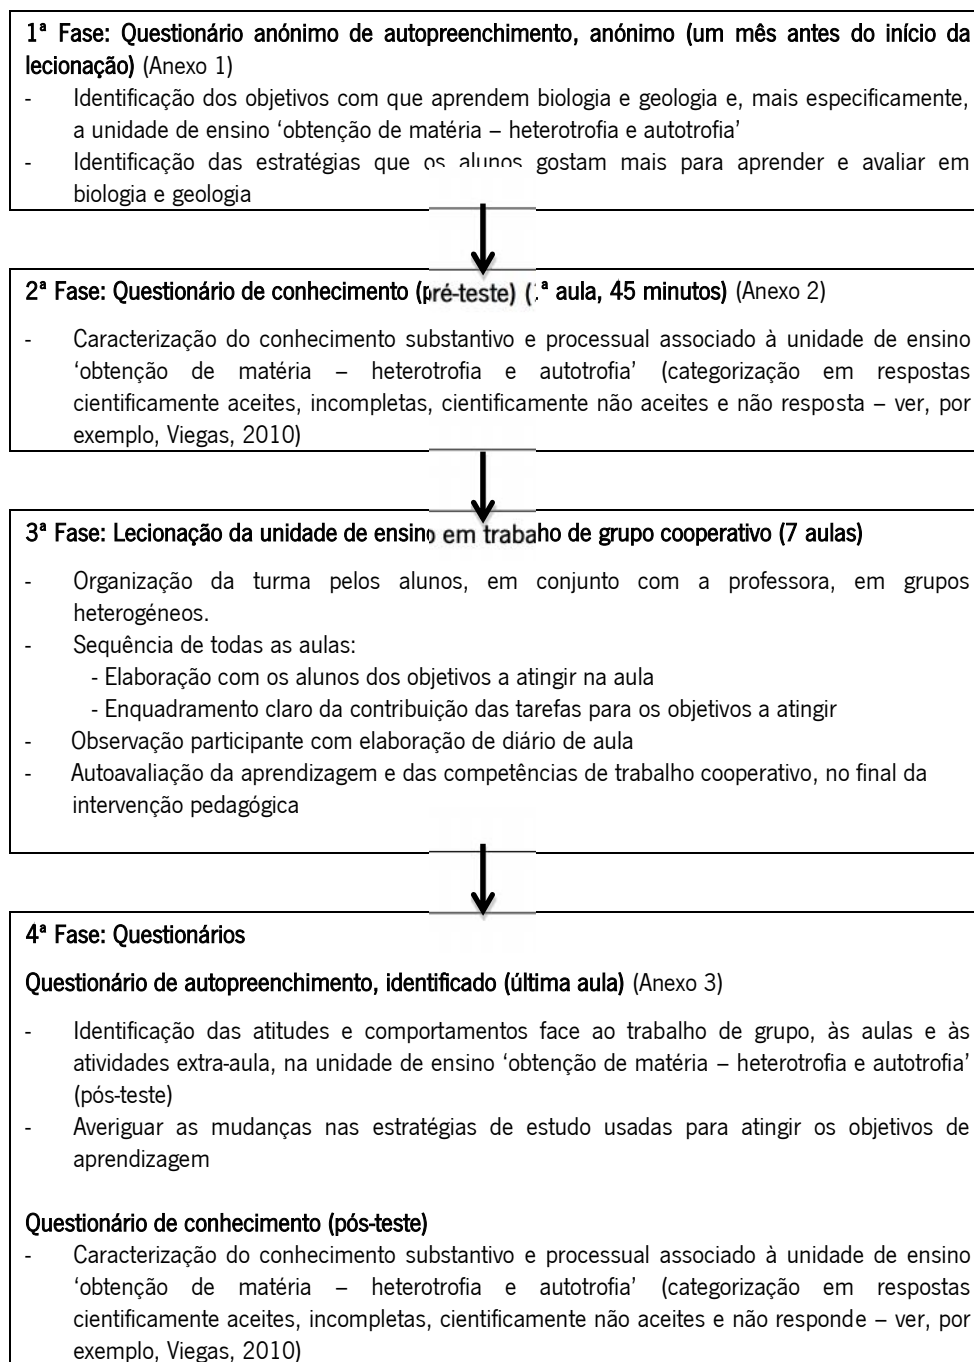 1ª Fase: Questionário anónimo de autopreenchimento, anónimo (um mês antes do início da
lecionação) (Anexo 1)
- Identificação dos objetivos com que aprendem biologia e geologia e, mais especificamente,
a unidade de ensino ‘obtenção de matéria – heterotrofia e autotrofia’
- Identificação das estratégias que os alunos gostam mais para aprender e avaliar em
biologia e geologia
2ª Fase: Questionário de conhecimento (pré-teste) (1ª aula, 45 minutos) (Anexo 2)
- Caracterização do conhecimento substantivo e processual associado à unidade de ensino
‘obtenção de matéria – heterotrofia e autotrofia’ (categorização em respostas
cientificamente aceites, incompletas, cientificamente não aceites e não resposta – ver, por
exemplo, Viegas, 2010)
3ª Fase: Lecionação da unidade de ensino em trabalho de grupo cooperativo (7 aulas)
- Organização da turma pelos alunos, em conjunto com a professora, em grupos
heterogéneos.
- Sequência de todas as aulas:
- Elaboração com os alunos dos objetivos a atingir na aula
- Enquadramento claro da contribuição das tarefas para os objetivos a atingir
- Observação participante com elaboração de diário de aula
- Autoavaliação da aprendizagem e das competências de trabalho cooperativo, no final da
intervenção pedagógica
4ª Fase: Questionários
Questionário de autopreenchimento, identificado (última aula) (Anexo 3)
- Identificação das atitudes e comportamentos face ao trabalho de grupo, às aulas e às
atividades extra-aula, na unidade de ensino ‘obtenção de matéria – heterotrofia e autotrofia’
(pós-teste)
- Averiguar as mudanças nas estratégias de estudo usadas para atingir os objetivos de
aprendizagem
Questionário de conhecimento (pós-teste)
- Caracterização do conhecimento substantivo e processual associado à unidade de ensino
‘obtenção de matéria – heterotrofia e autotrofia’ (categorização em respostas
cientificamente aceites, incompletas, cientificamente não aceites e não responde – ver, por
exemplo, Viegas, 2010)